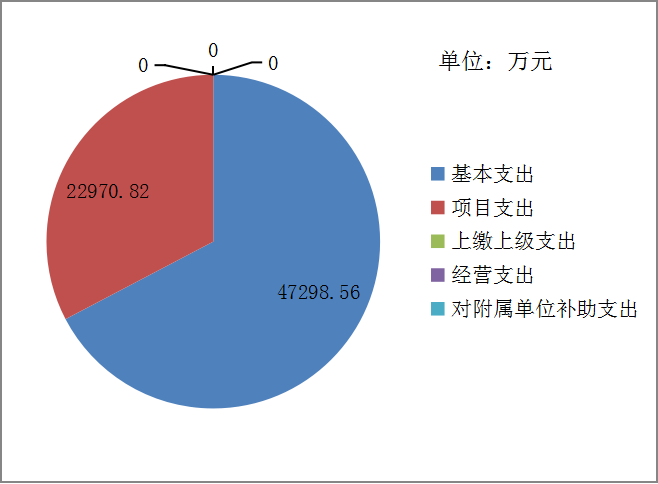 0
0
0
单位：万元
22970.82
47298.56
基本支出
项目支出
上缴上级支出
经营支出
对附属单位补助支出